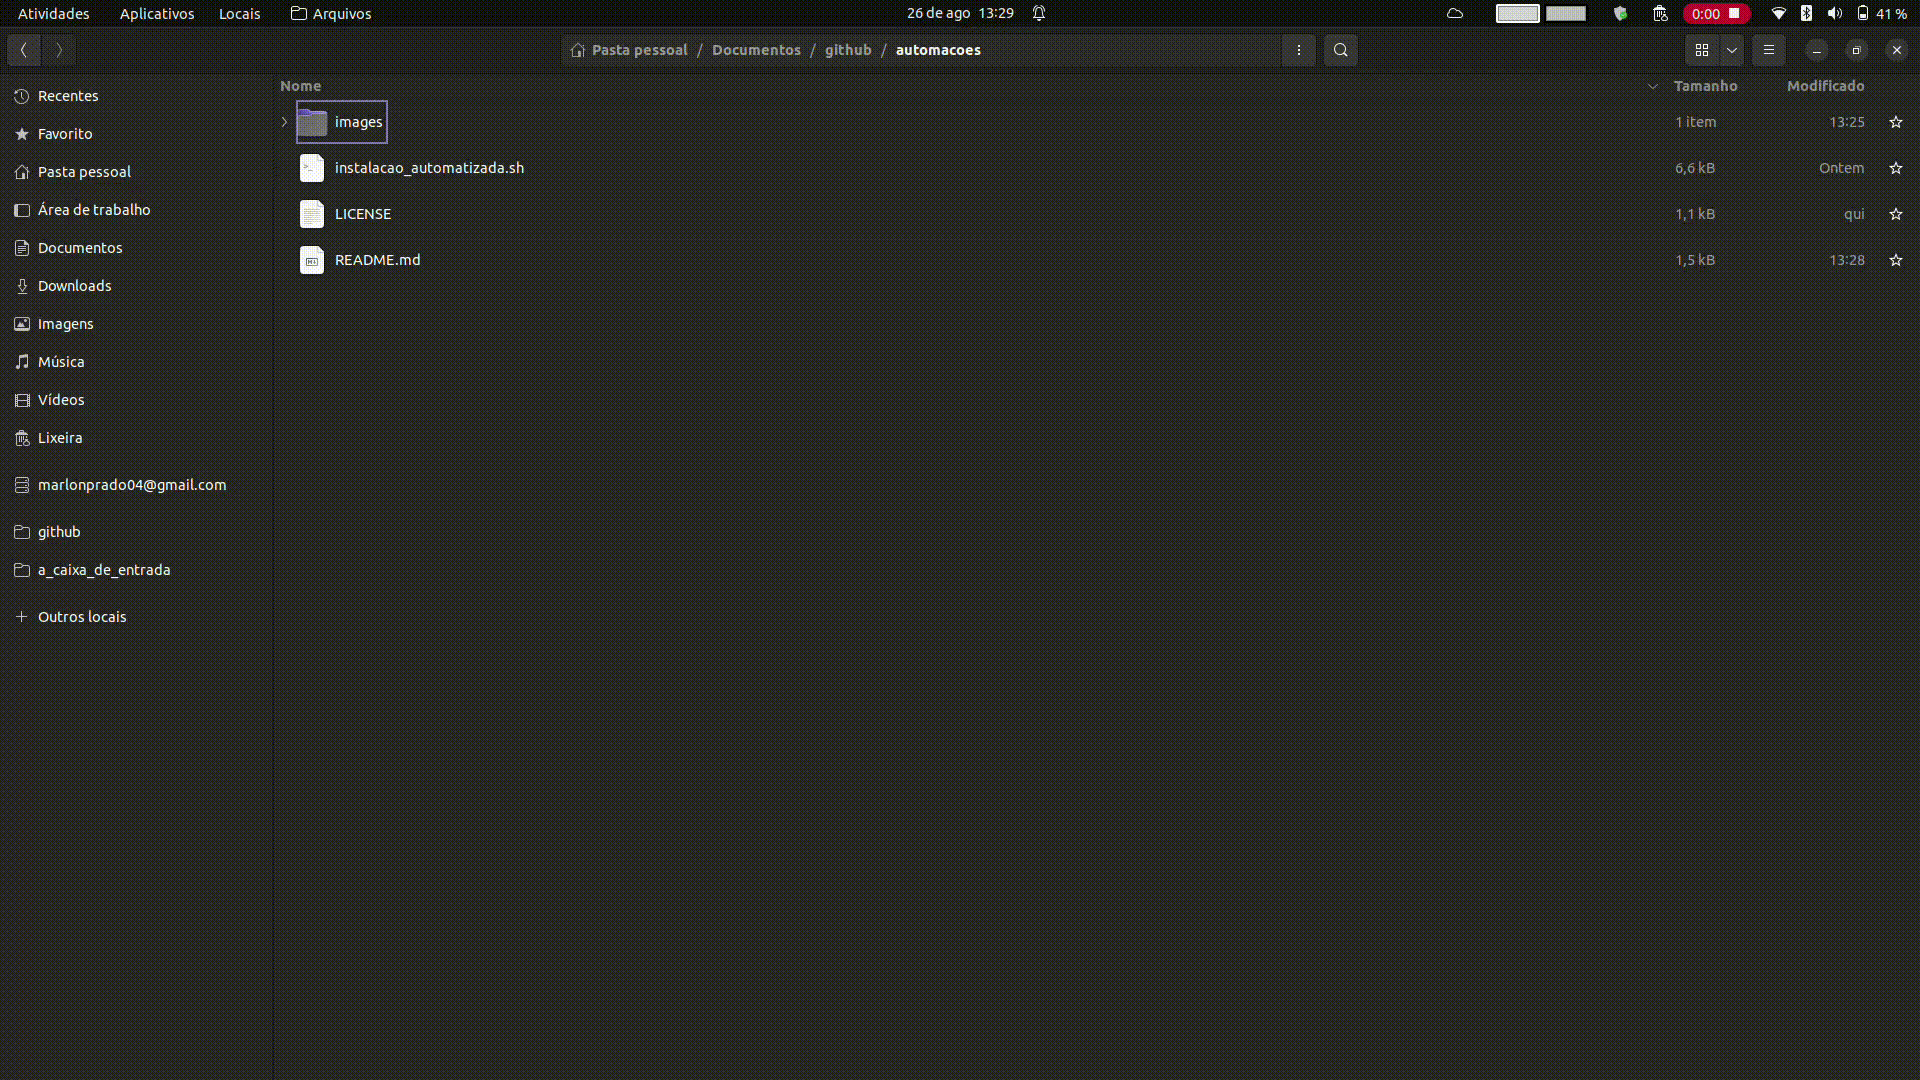 Atividades Aplicativos Locais Arquivos 26 de ago 13:29 0:00 41 %
Pasta pessoal / Documentos / github / automacoes
Nome Tamanho Modificado
images 1 item 13:25
instalacao_automatizada.sh 6,6 kB Ontem
LICENSE 1,1 kB qui
README.md 1,5 kB 13:28
Recentes
Favorito
Pasta pessoal
Área de trabalho
Documentos
Downloads
Imagens
Música
Vídeos
Lixeira
marlonprado04@gmail.com
github
a_caixa_de_entrada
Outros locais